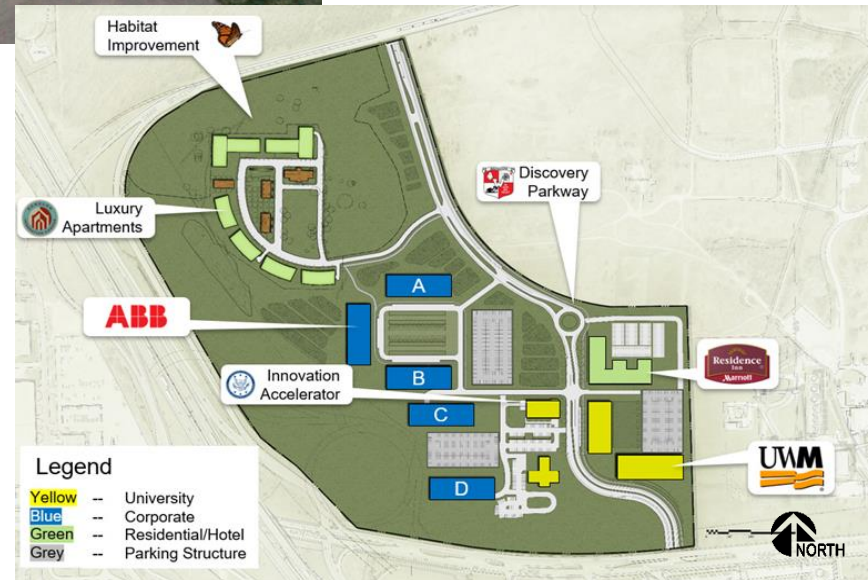 Habitat
Improvement
Discovery
Parkway
Luxury
Apartments
ABB
A
B
C
D
Innovation
Accelerator
Residence
Inn
Marriott
UWM
Legend
Yellow -- University
Blue -- Corporate
Green -- Residential/Hotel
Grey -- Parking Structure
NORTH